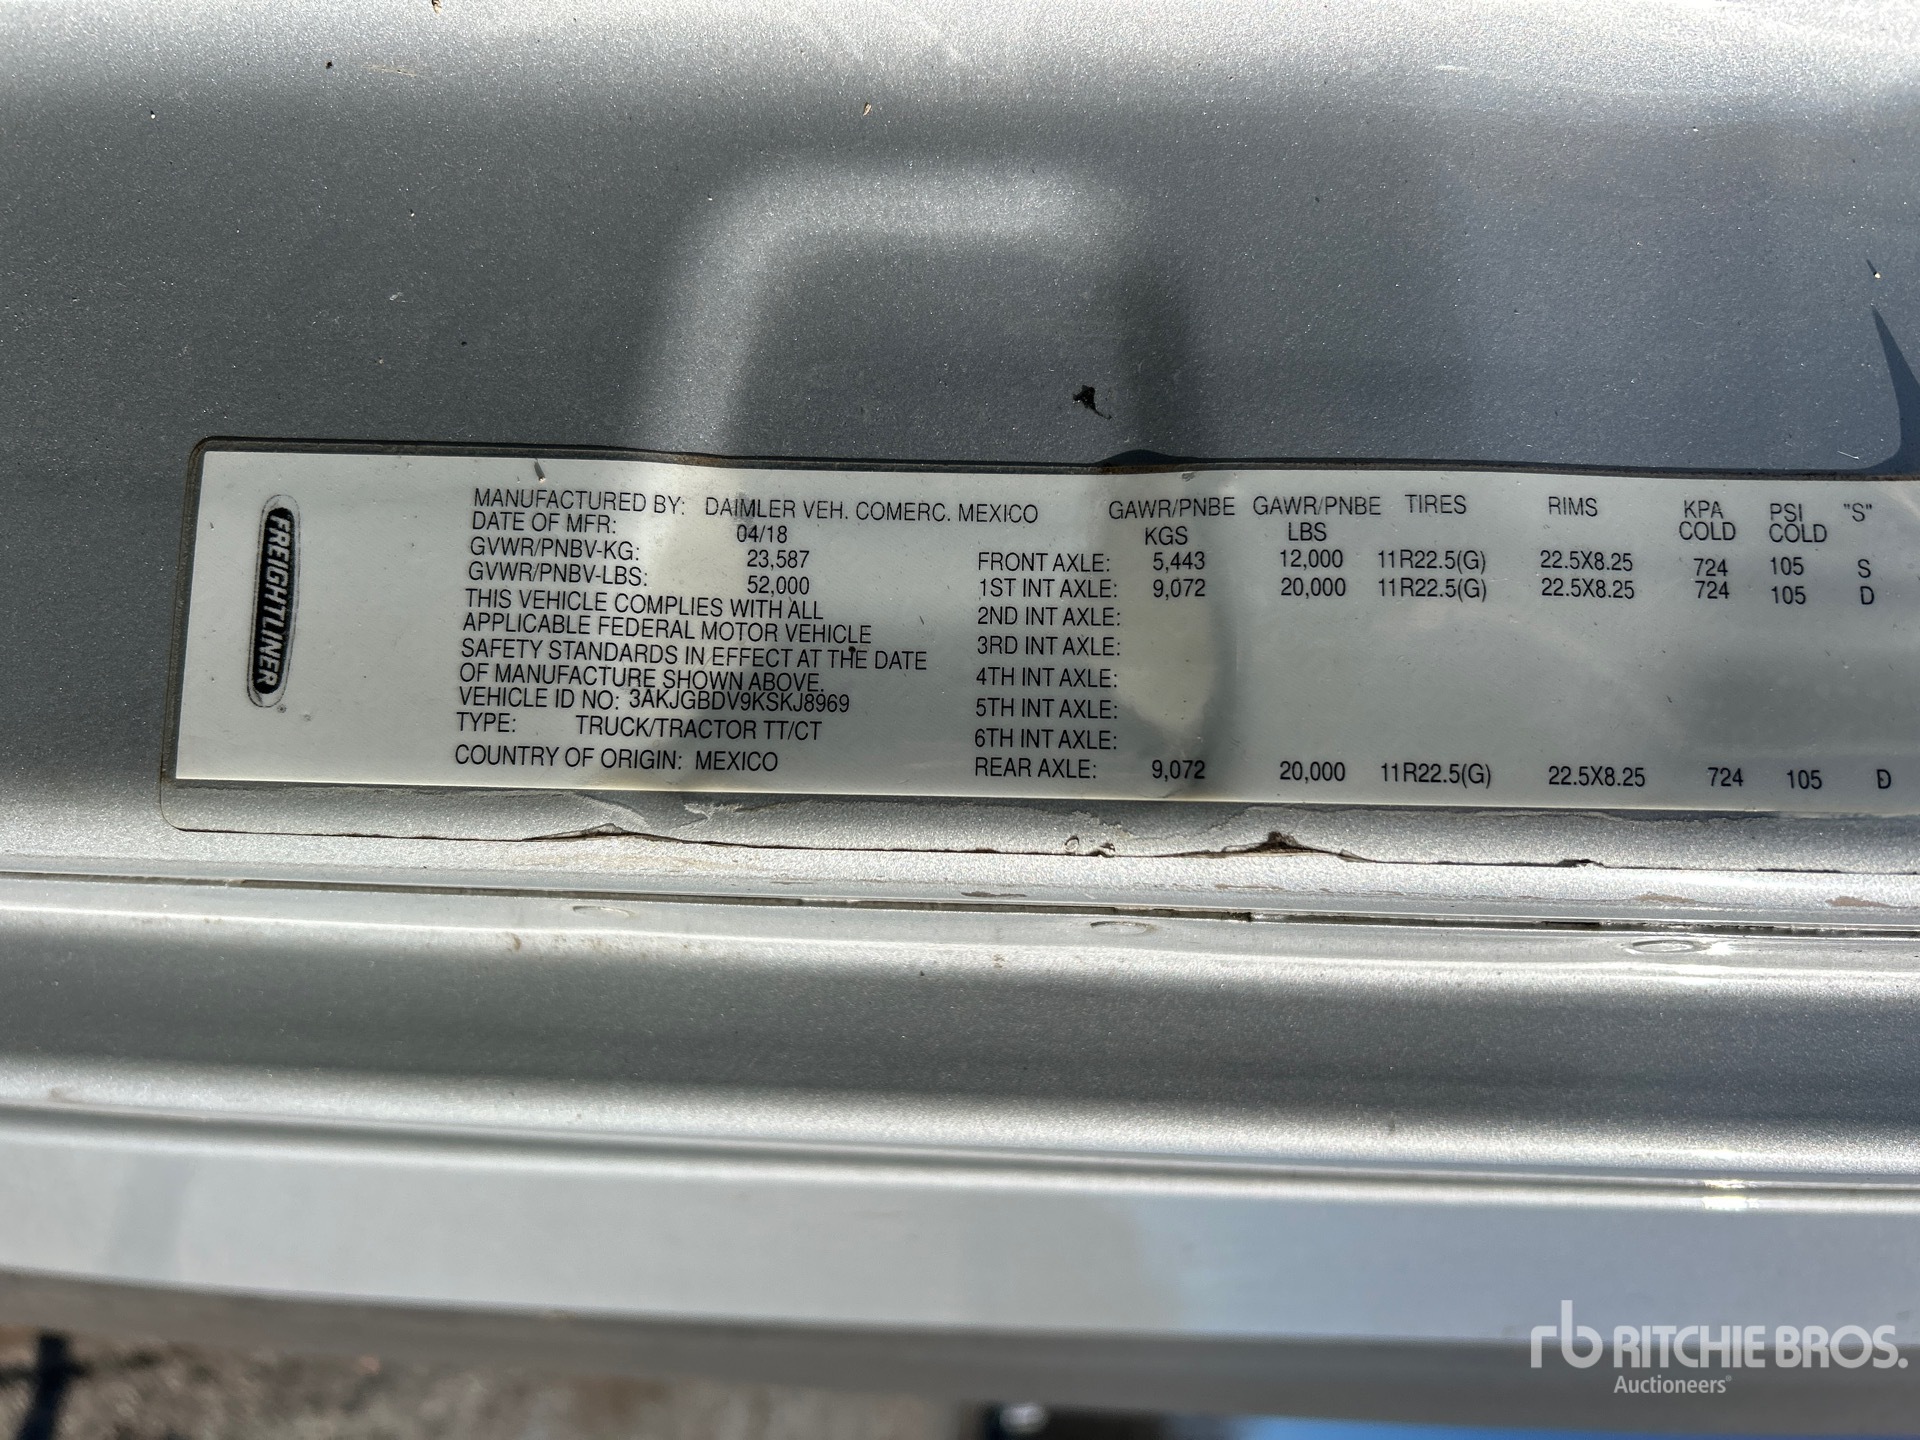 FREIGHTLINER
MANUFACTURED BY: DAIMLER VEH. COMERC. MEXICO
DATE OF MFR: 04/18
GVWR/PNBV-KG: 23,587
GVWR/PNBV-LBS: 52,000
THIS VEHICLE COMPLIES WITH ALL
APPLICABLE FEDERAL MOTOR VEHICLE
SAFETY STANDARDS IN EFFECT AT THE DATE
OF MANUFACTURE SHOWN ABOVE.
VEHICLE ID NO: 3AKJGBDV9KSKJ8969
TYPE: TRUCK/TRACTOR TT/CT
COUNTRY OF ORIGIN: MEXICO
GAWR/PNBE GAWR/PNBE TIRES RIMS KPA PSI "S"
KGS LBS COLD COLD
FRONT AXLE: 5,443 12,000 11R22.5(G) 22.5X8.25 724 105 S
1ST INT AXLE: 9,072 20,000 11R22.5(G) 22.5X8.25 724 105 D
2ND INT AXLE:
3RD INT AXLE:
4TH INT AXLE:
5TH INT AXLE:
6TH INT AXLE:
REAR AXLE: 9,072 20,000 11R22.5(G) 22.5X8.25 724 105 D
rb RITCHIE BROS.
Auctioneers